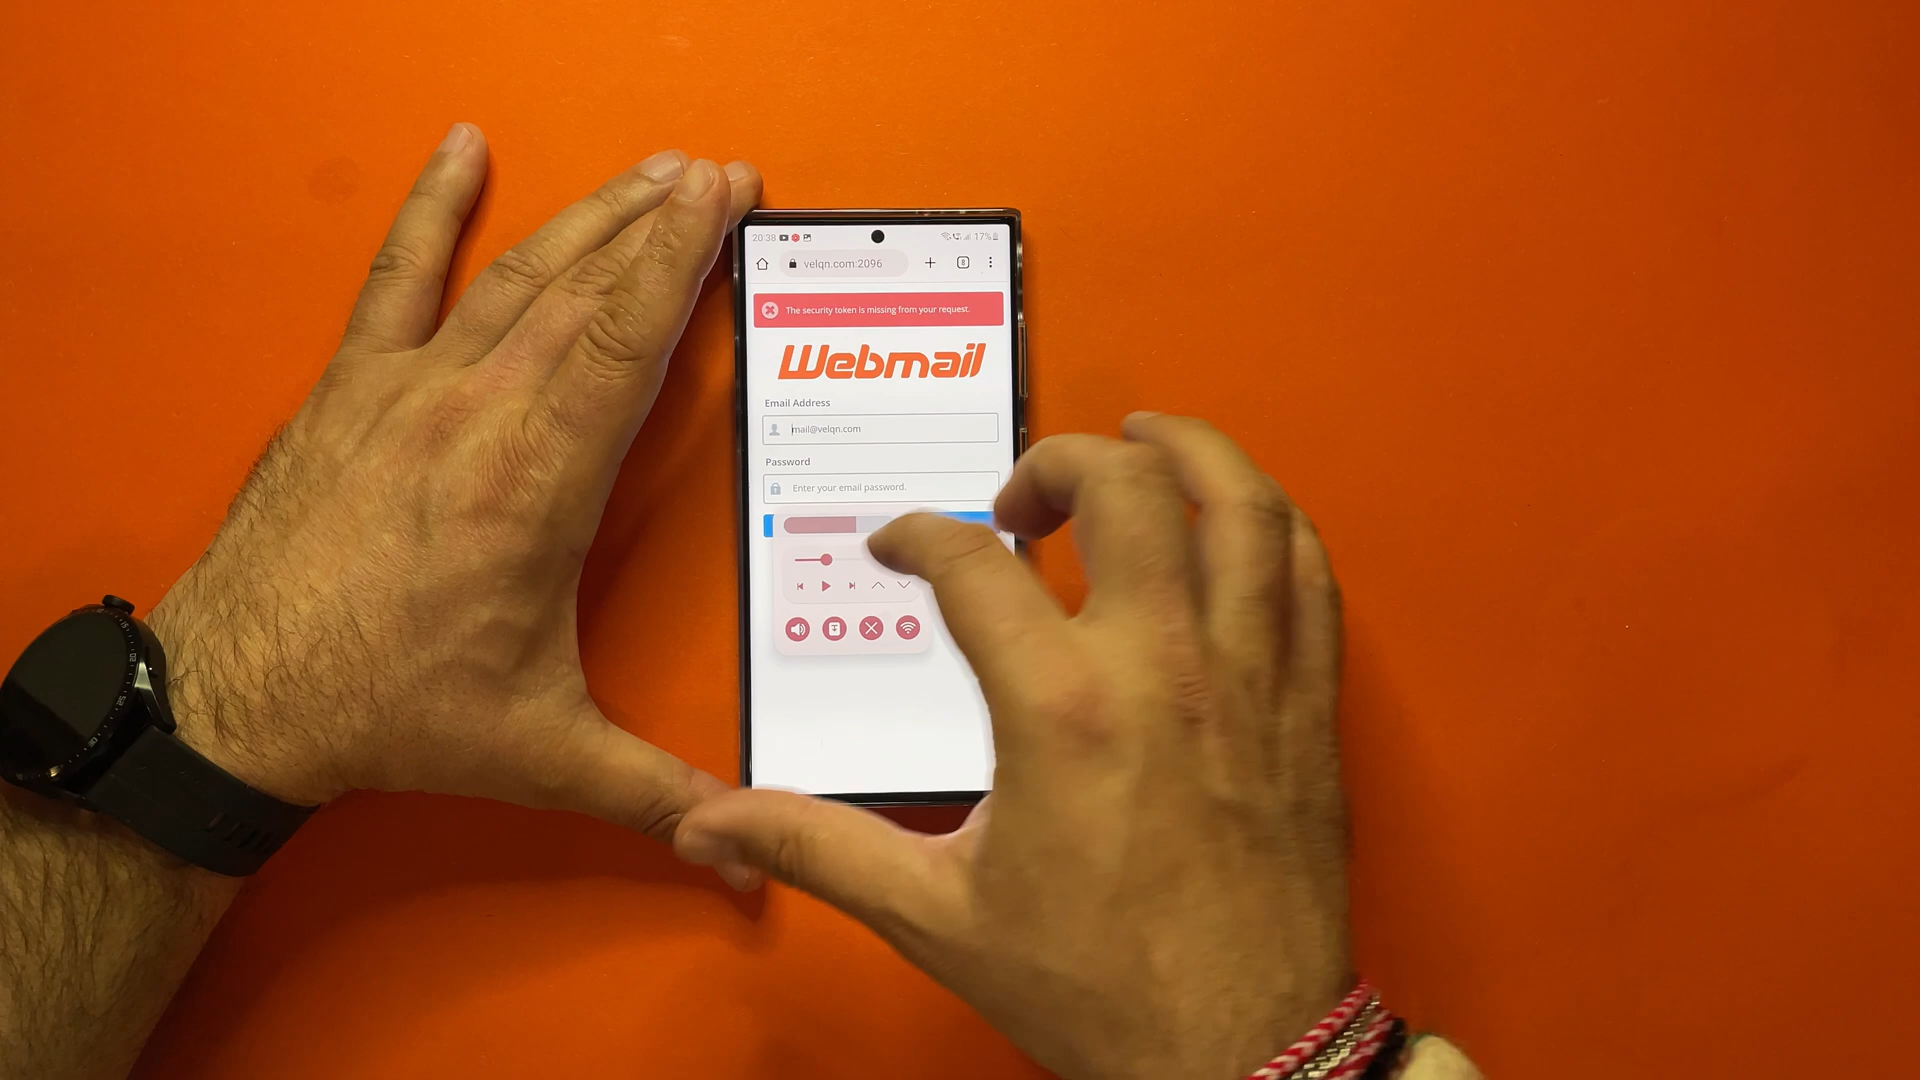 20:38 17%
velqn.com:2096 8
The security token is missing from your request.
Webmail
Email Address
mail@velqn.com
Password
Enter your email password.